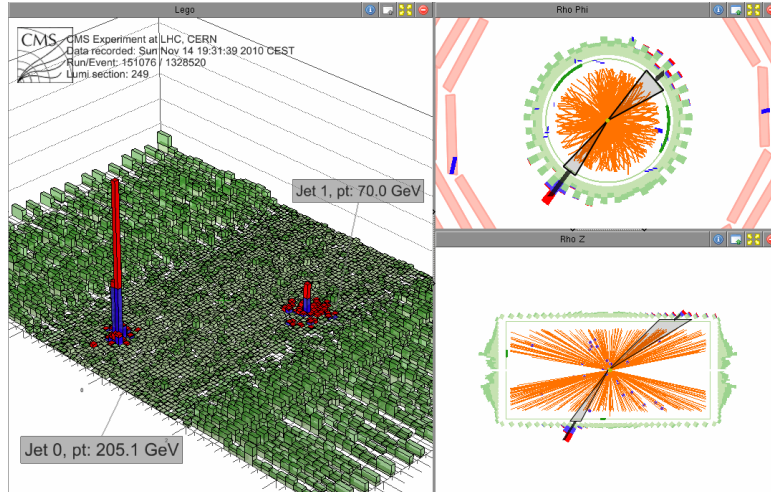 Lego
CMS
CMS Experiment at LHC, CERN
Data recorded: Sun Nov 14 19:31:39 2010 CEST
Run/Event: 151076 / 1328520
Lumi section: 249
Jet 1, pt: 70.0 GeV
Jet 0, pt: 205.1 GeV
Rho Phi
Rho Z